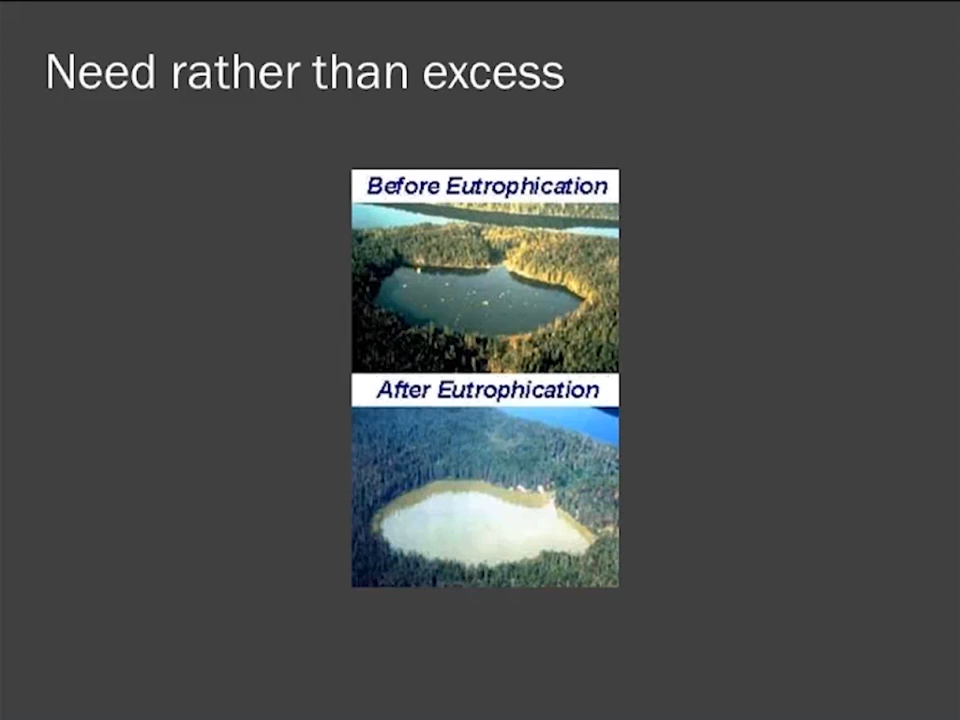 Need rather than excess
Before Eutrophication
After Eutrophication